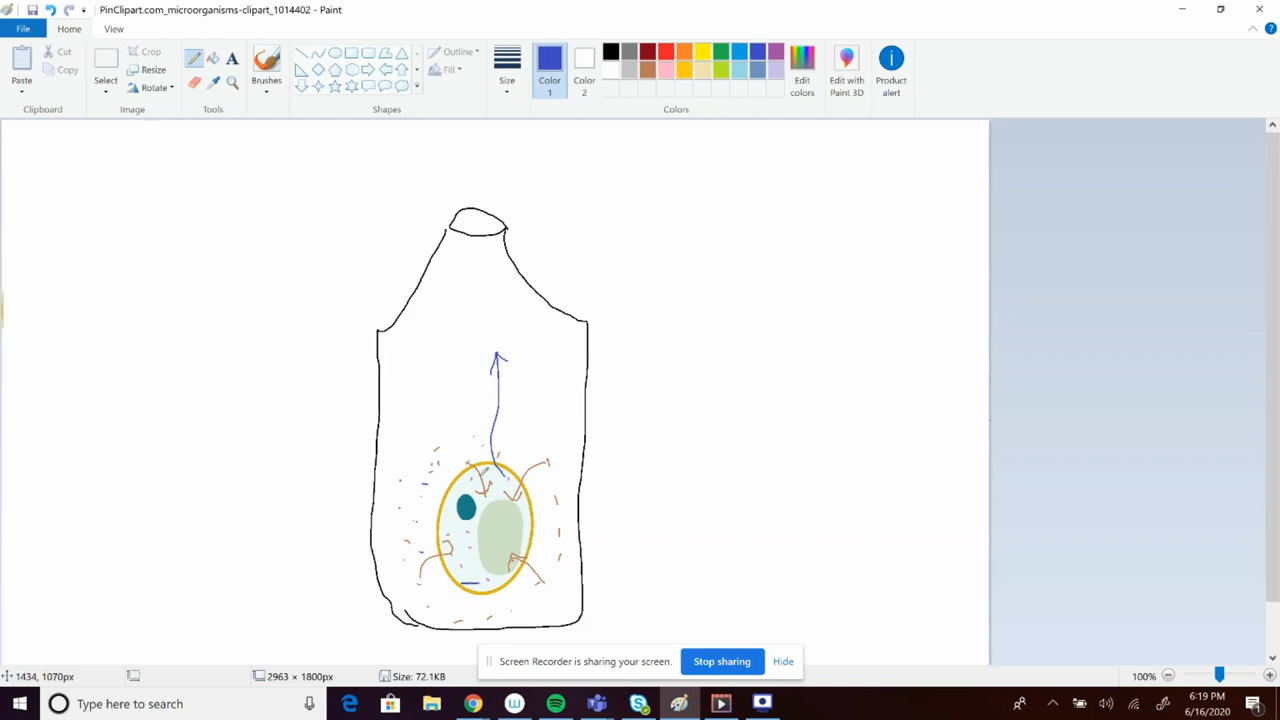 PinClipart.com_microorganisms-clipart_1014402 - Paint
File Home View
Paste
Cut
Copy
Clipboard
Select
Crop
Resize
Rotate
Image
A
Tools
Brushes
Shapes
Outline
Fill
Size
Color 1
Color 2
Colors
Edit colors
Edit with Paint 3D
Product alert
Screen Recorder is sharing your screen. Stop sharing Hide
1434, 1070px 2963 × 1800px Size: 72.1KB 100%
Type here to search
6:19 PM
6/16/2020